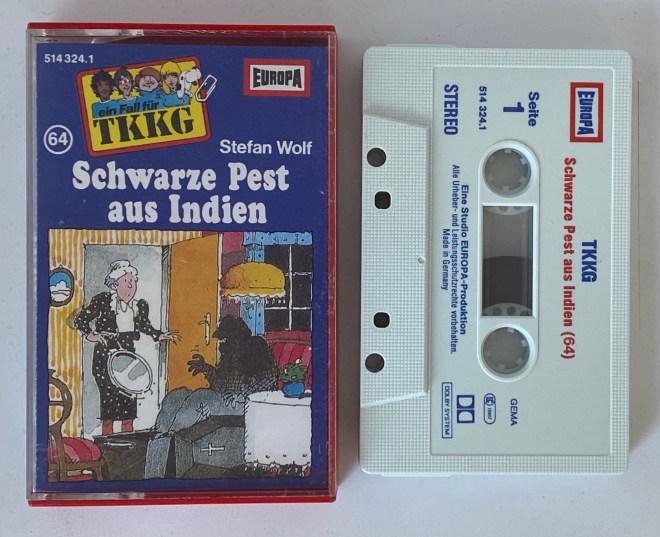 514 324.1
EUROPA
ein Fall für
TKKG
64
Stefan Wolf
Schwarze Pest
aus Indien
EUROPA
Seite
1
514 324.1
STEREO
TKKG
Schwarze Pest aus Indien (64)
Eine Studio EUROPA-Produktion
Alle Urheber- und Leistungsschutzrechte vorbehalten.
Made in Germany
GEMA
DOLBY SYSTEM